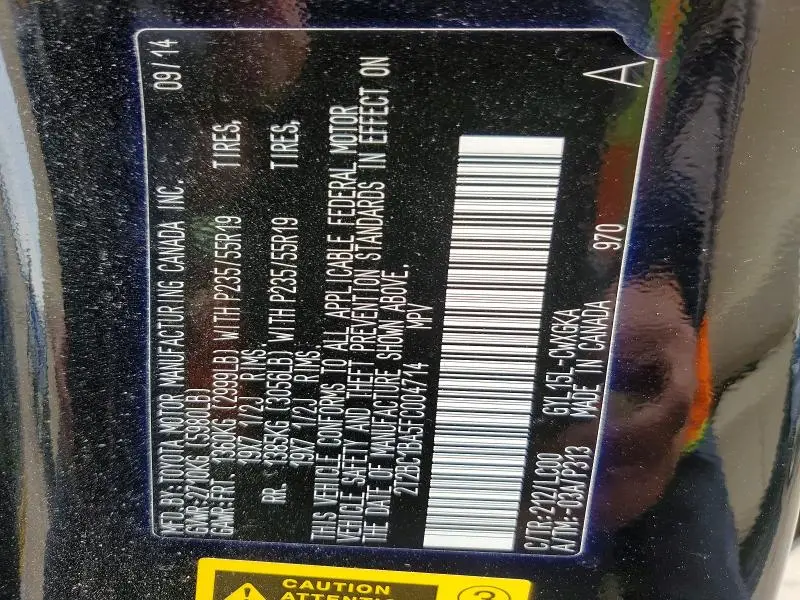 MFD.BY:TOYOTA MOTOR MANUFACTURING CANADA INC. 09/14
GVWR:2710KG (5980LB)
GAWR:FRT 1360KG (2999LB) WITH P235/55R19 TIRES,
19X7 1/2J RIMS.
RR. 1385KG (3056LB) WITH P235/55R19 TIRES,
19X7 1/2J RIMS.
THIS VEHICLE CONFORMS TO ALL APPLICABLE FEDERAL MOTOR
VEHICLE SAFETY AND THEFT PREVENTION STANDARDS IN EFFECT ON
THE DATE OF MANUFACTURE SHOWN ABOVE.
2T2BC1BA5FC004714 MPV
C/TR:212/LC00 GYL15L-CWXGKA
A/TM:-03A/P313 MADE IN CANADA 970
A
CAUTION
3